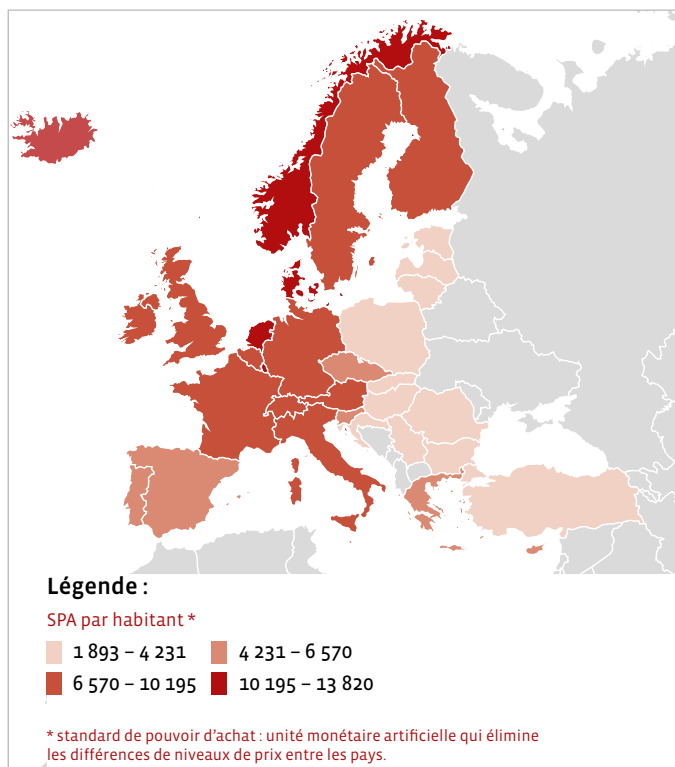 Légende :
SPA par habitant *
1 893 – 4 231
4 231 – 6 570
6 570 – 10 195
10 195 – 13 820
* standard de pouvoir d'achat : unité monétaire artificielle qui élimine
les différences de niveaux de prix entre les pays.